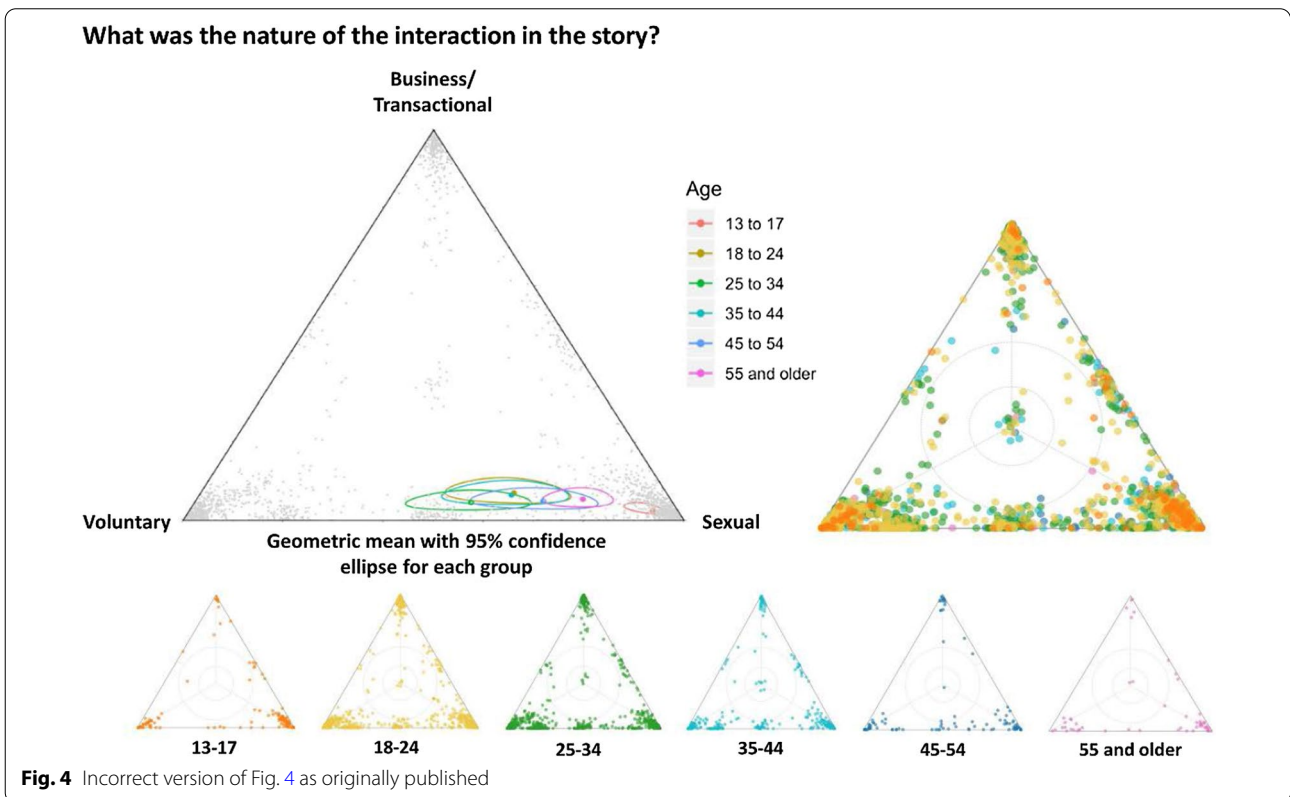 What was the nature of the interaction in the story?
Business/
Transactional
Age
13 to 17
18 to 24
25 to 34
35 to 44
45 to 54
55 and older
Voluntary
Sexual
Geometric mean with 95% confidence
ellipse for each group
13-17
18-24
25-34
35-44
45-54
55 and older
Fig. 4 Incorrect version of Fig. 4 as originally published